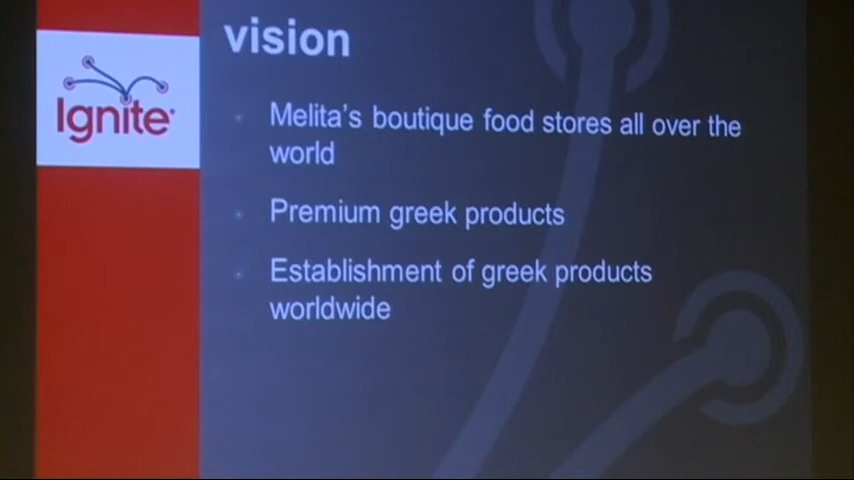 vision
Ignite
Melita's boutique food stores all over the
world
Premium greek products
Establishment of greek products
worldwide